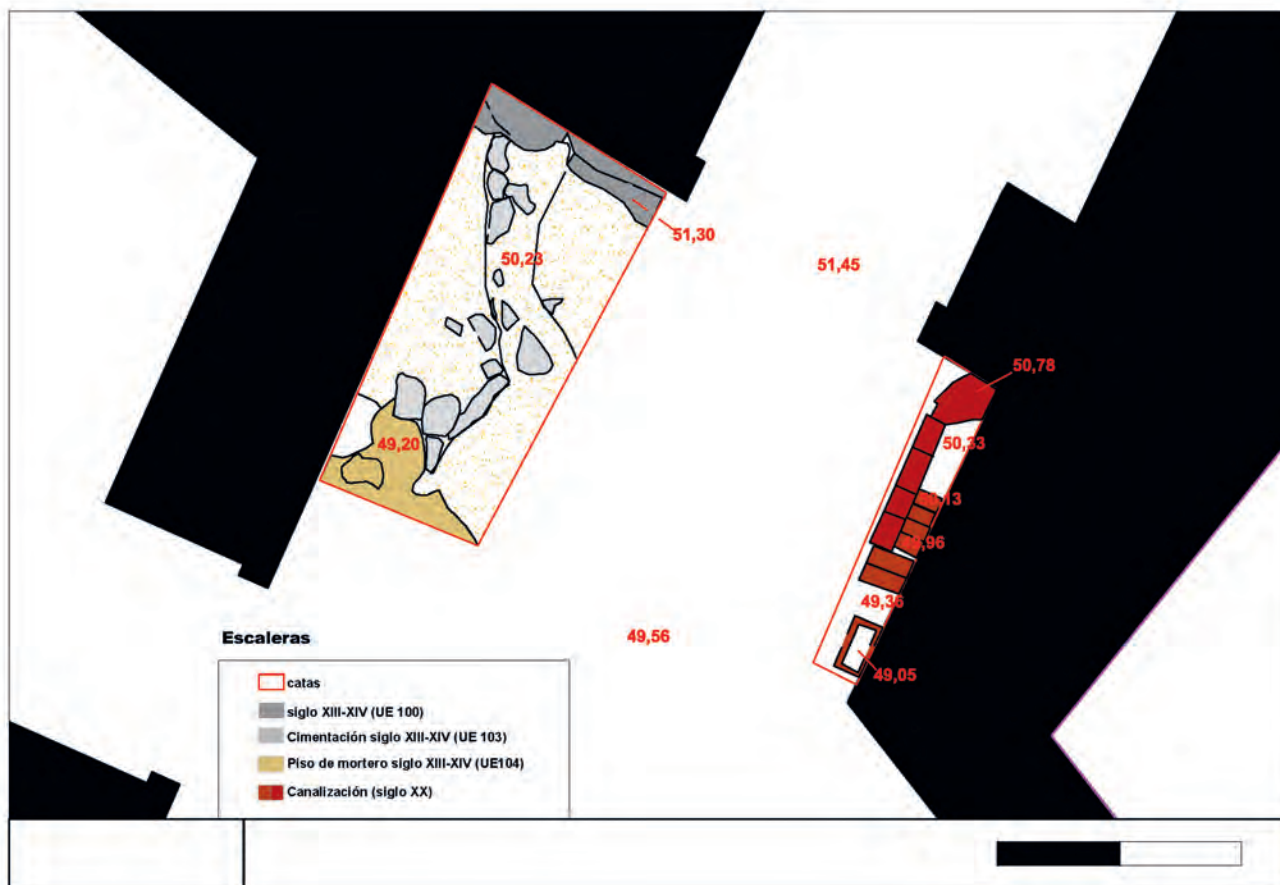 51,30
50,23
51,45
50,78
50,33
49,20
49,36
49,56
49,05
Escaleras
catas
siglo XIII-XIV (UE 100)
Cimentación siglo XIII-XIV (UE 103)
Piso de mortero siglo XIII-XIV (UE104)
Canalización (siglo XX)